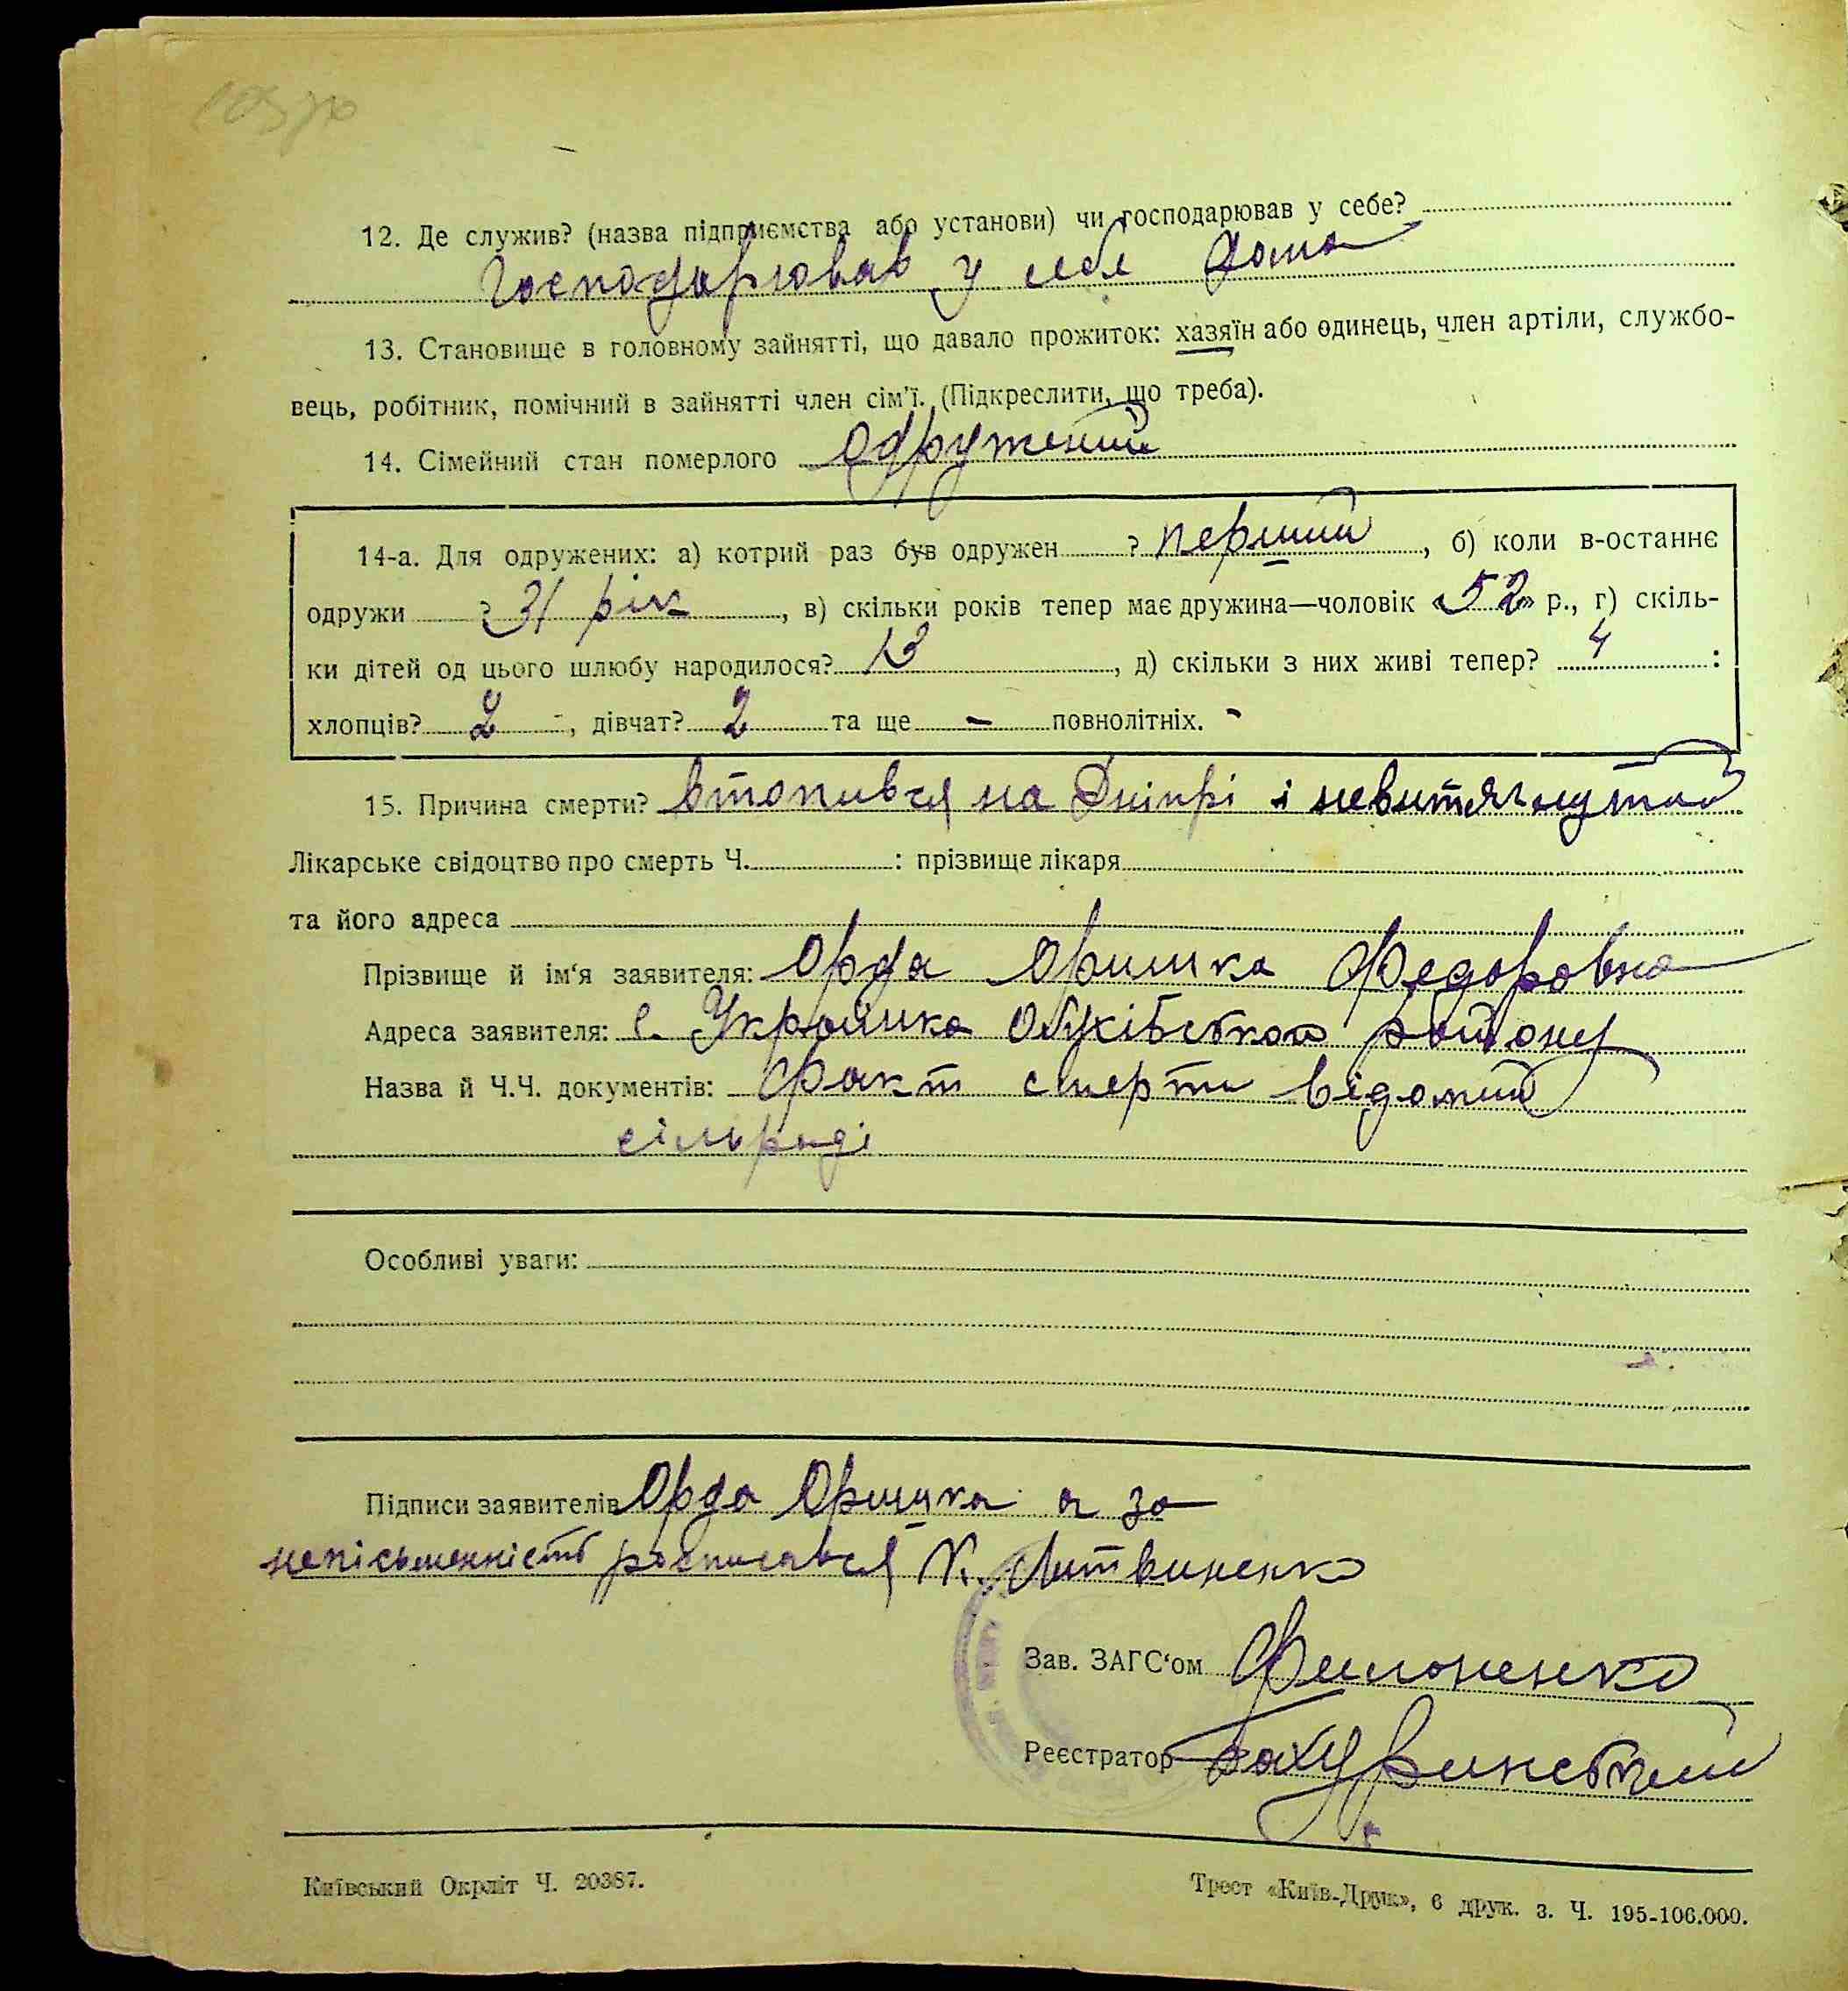 12. Де служив? (назва підприємства або установи) чи господарював у себе?
Господарював у себе дома
13. Становище в головному зайнятті, що давало прожиток: хазяїн або одинець, член артіли, службо-
вець, робітник, помічний в зайнятті член сім'ї. (Підкреслити, що треба).
14. Сімейний стан померлого одружений
14-а. Для одружених: а) котрий раз був одружен ? перший, б) коли в-останнє
одружи ? 31 рік, в) скільки років тепер має дружина—чоловік «52» р., г) скіль-
ки дітей од цього шлюбу народилося? 13, д) скільки з них живі тепер? 4:
хлопців? 2, дівчат? 2 та ще - повнолітніх.
15. Причина смерти? втопився на Дніпрі і невитягнутий
Лікарське свідоцтво про смерть Ч. : прізвище лікаря
та його адреса
Прізвище й ім'я заявителя: Орда Оришка Федоровна
Адреса заявителя: с. Українка Обухівського району
Назва й Ч.Ч. документів: Факт смерти відомий
сільраді
Особливі уваги:
Підписи заявителів Орда Оришка а за
неписьменністю росписався Литвиненко
Зав. ЗАГС'ом Филоненко
Реєстратор Бахуринський
Київський Окрліт Ч. 20387.
Трест «Київ-Друк», 6 друк. з. Ч. 195-106.000.